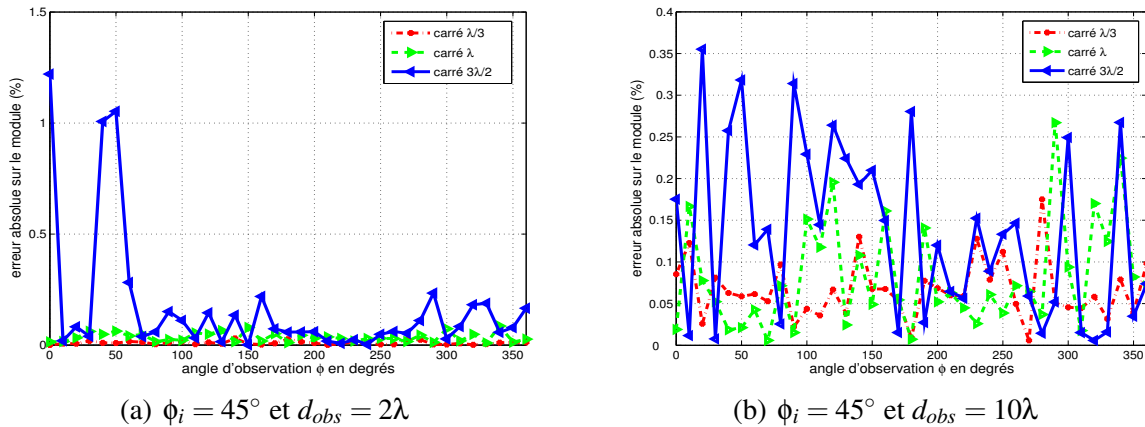 1.5
1
0.5
0
0 50 100 150 200 250 300 350
erreur absolue sur le module (%)
angle d'observation ϕ en degrés
carré λ/3
carré λ
carré 3λ/2
(a) ϕi = 45° et dobs = 2λ
0.4
0.35
0.3
0.25
0.2
0.15
0.1
0.05
0
0 50 100 150 200 250 300 350
erreur absolue sur le module (%)
angle d'observation ϕ en degrés
carré λ/3
carré λ
carré 3λ/2
(b) ϕi = 45° et dobs = 10λ